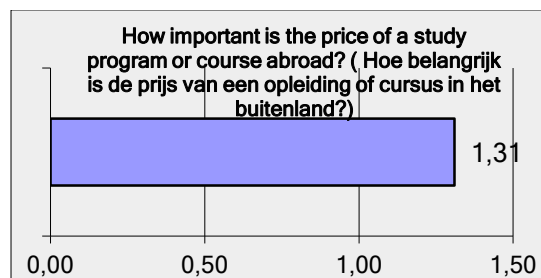 How important is the price of a study
program or course abroad? ( Hoe belangrijk
is de prijs van een opleiding of cursus in het
buitenland?)
1,31
0,00 0,50 1,00 1,50